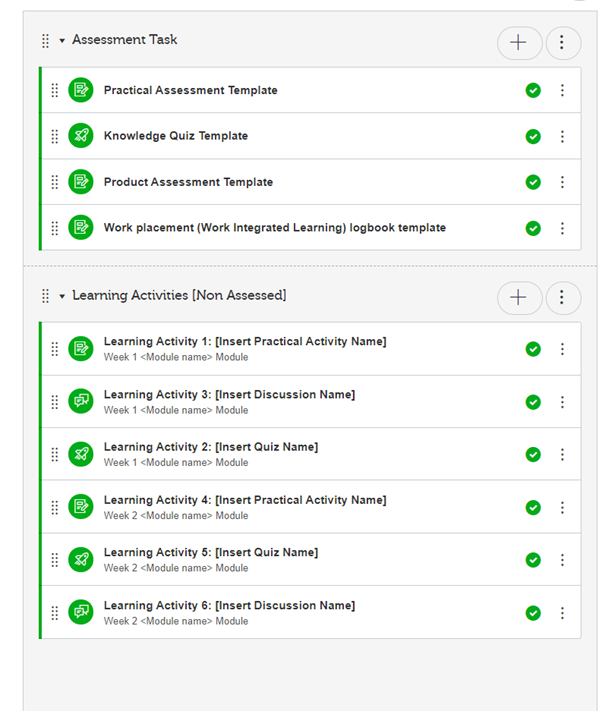 Assessment Task
Practical Assessment Template
Knowledge Quiz Template
Product Assessment Template
Work placement (Work Integrated Learning) logbook template
Learning Activities [Non Assessed]
Learning Activity 1: [Insert Practical Activity Name]
Week 1 <Module name> Module
Learning Activity 3: [Insert Discussion Name]
Week 1 <Module name> Module
Learning Activity 2: [Insert Quiz Name]
Week 1 <Module name> Module
Learning Activity 4: [Insert Practical Activity Name]
Week 2 <Module name> Module
Learning Activity 5: [Insert Quiz Name]
Week 2 <Module name> Module
Learning Activity 6: [Insert Discussion Name]
Week 2 <Module name> Module